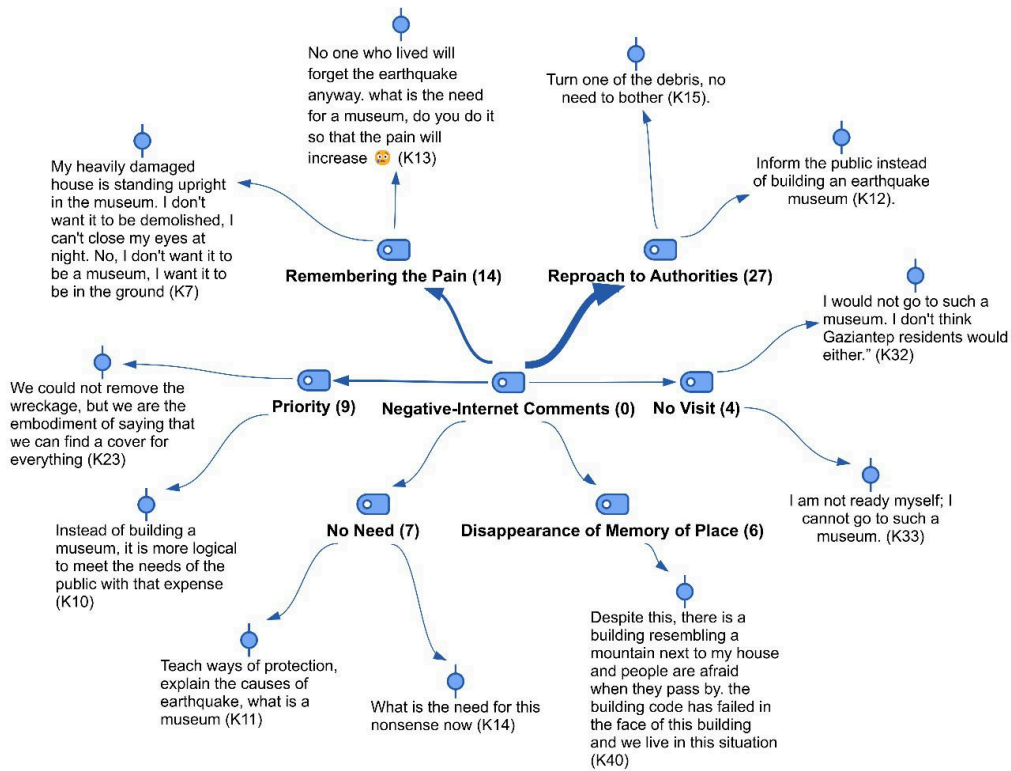 No one who lived will
forget the earthquake
anyway. what is the need
for a museum, do you do it
so that the pain will
increase 😳 (K13)
Turn one of the debris, no
need to bother (K15).
My heavily damaged
house is standing upright
in the museum. I don't
want it to be demolished, I
can't close my eyes at
night. No, I don't want it to
be a museum, I want it to
be in the ground (K7)
Inform the public instead
of building an earthquake
museum (K12).
Remembering the Pain (14)
Reproach to Authorities (27)
I would not go to such a
museum. I don't think
Gaziantep residents would
either.” (K32)
We could not remove the
wreckage, but we are the
embodiment of saying that
we can find a cover for
everything (K23)
Priority (9)
Negative-Internet Comments (0)
No Visit (4)
I am not ready myself; I
cannot go to such a
museum. (K33)
Instead of building a
museum, it is more logical
to meet the needs of the
public with that expense
(K10)
No Need (7)
Disappearance of Memory of Place (6)
Teach ways of protection,
explain the causes of
earthquake, what is a
museum (K11)
What is the need for this
nonsense now (K14)
Despite this, there is a
building resembling a
mountain next to my house
and people are afraid
when they pass by. the
building code has failed in
the face of this building
and we live in this situation
(K40)